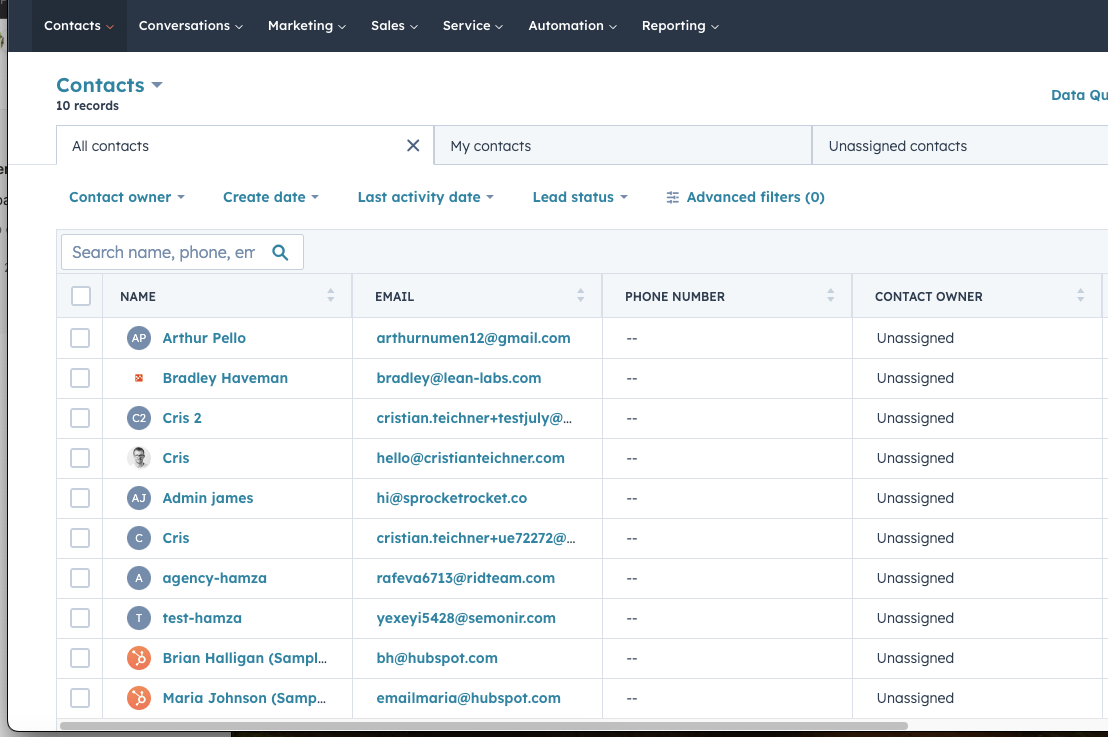 Contacts Conversations Marketing Sales Service Automation Reporting
Contacts
10 records
Data Qu
All contacts My contacts Unassigned contacts
Contact owner Create date Last activity date Lead status Advanced filters (0)
Search name, phone, em
NAME EMAIL PHONE NUMBER CONTACT OWNER
AP Arthur Pello arthurnumen12@gmail.com -- Unassigned
Bradley Haveman bradley@lean-labs.com -- Unassigned
C2 Cris 2 cristian.teichner+testjuly@... -- Unassigned
Cris hello@cristianteichner.com -- Unassigned
AJ Admin james hi@sprocketrocket.co -- Unassigned
C Cris cristian.teichner+ue72272@... -- Unassigned
A agency-hamza rafeva6713@ridteam.com -- Unassigned
T test-hamza yexeyi5428@semonir.com -- Unassigned
Brian Halligan (Sampl... bh@hubspot.com -- Unassigned
Maria Johnson (Samp... emailmaria@hubspot.com -- Unassigned